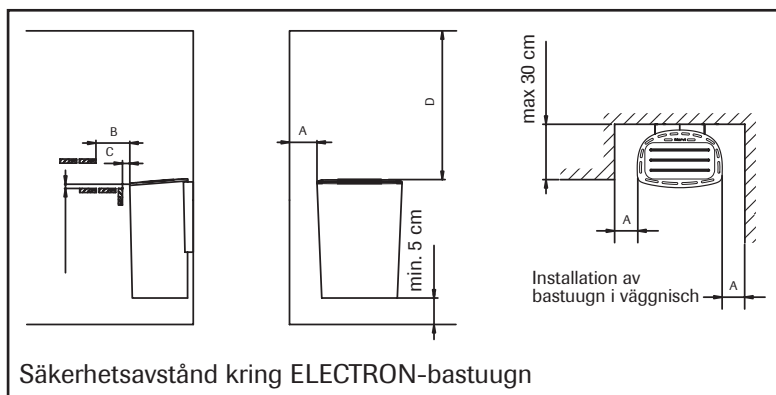 B
C
A
D
min. 5 cm
max 30 cm
A
Installation av
bastuugn i väggnisch
A
Säkerhetsavstånd kring ELECTRON-bastuugn